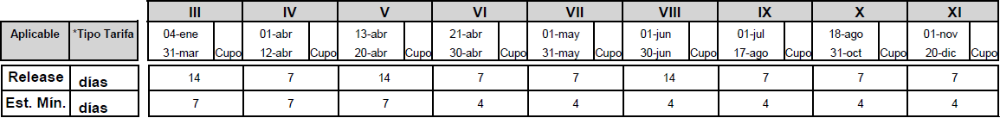 III IV V VI VII VIII IX X XI
Aplicable *Tipo Tarifa 04-ene 01-abr 13-abr 21-abr 01-may 01-jun 01-jul 18-ago 01-nov
31-mar Cupo 12-abr Cupo 20-abr Cupo 30-abr Cupo 31-may Cupo 30-jun Cupo 17-ago Cupo 31-oct Cupo 20-dic Cupo
Release días 14 7 14 7 7 14 7 7 7
Est. Mín. días 7 7 7 4 4 4 4 4 4